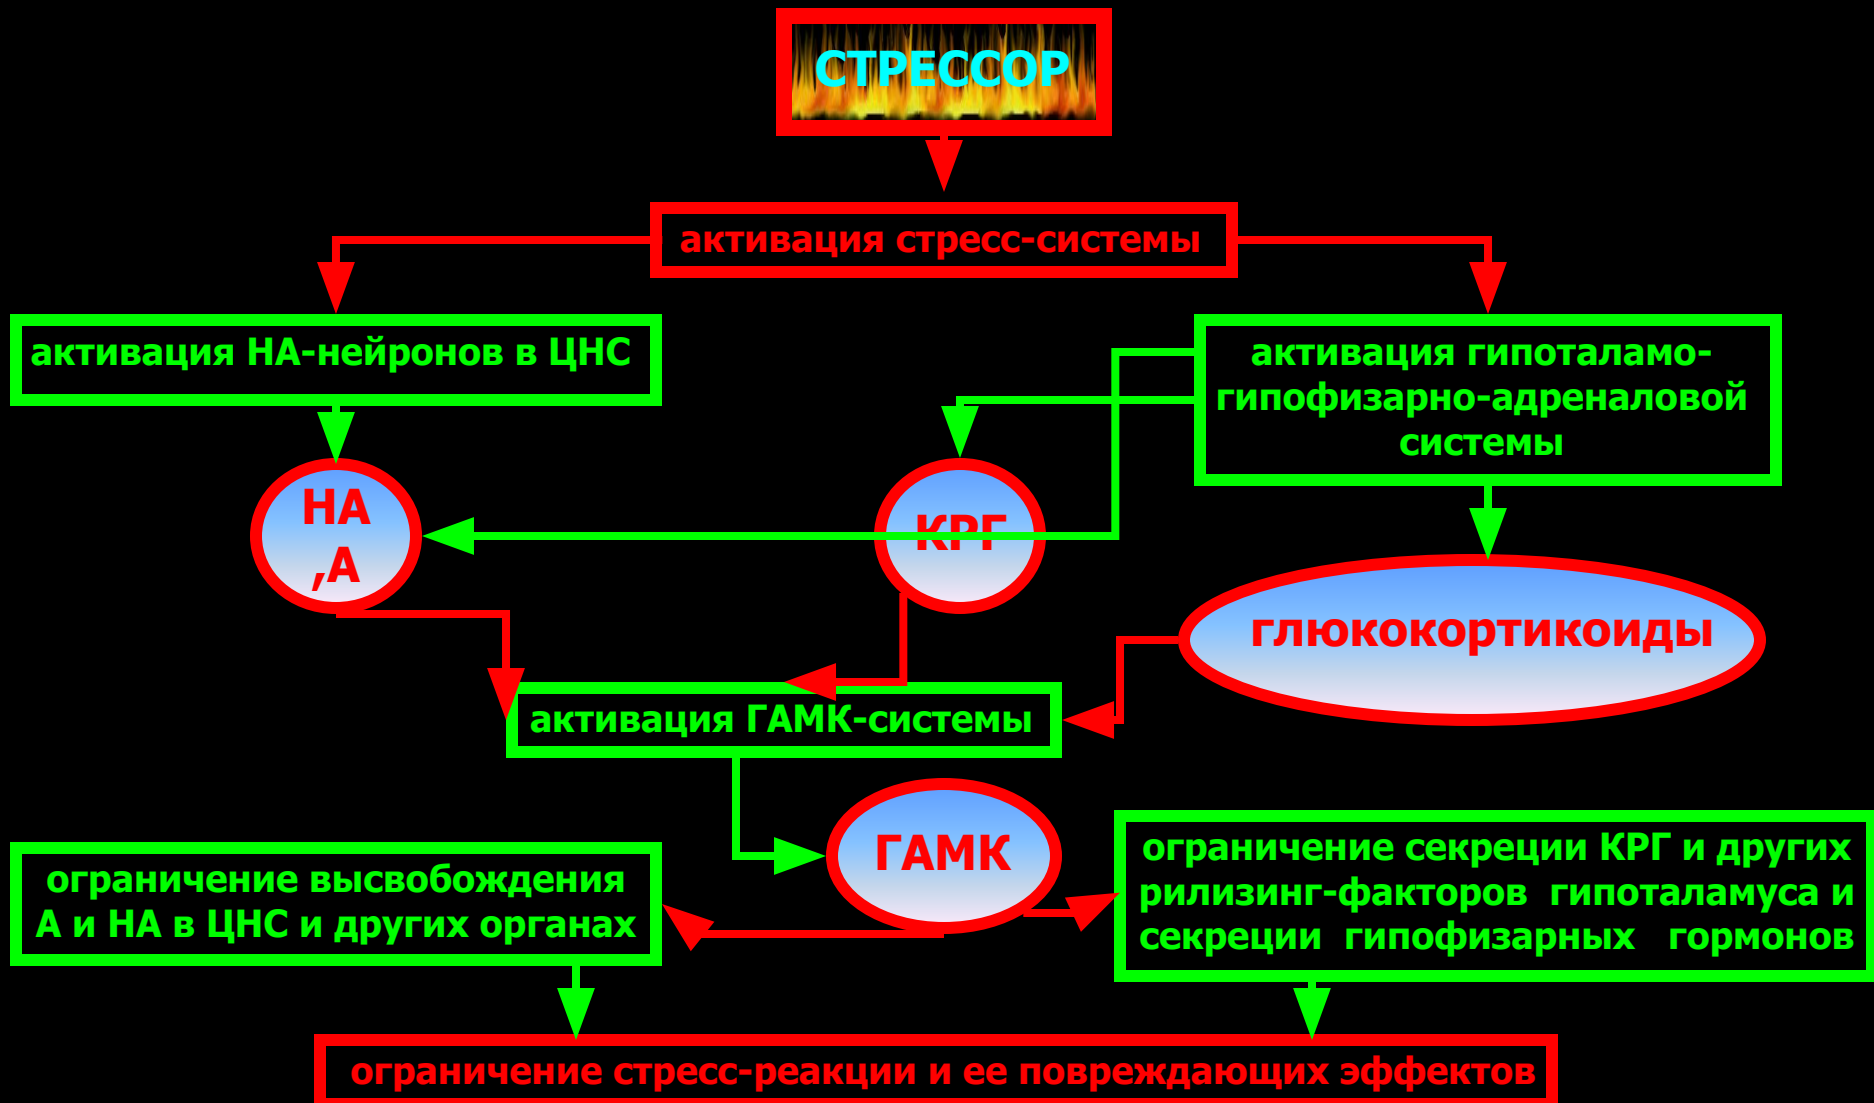 СТРЕССОР
активация стресс-системы
активация НА-нейронов в ЦНС
активация гипоталамо-
гипофизарно-адреналовой
системы
НА
,А
КРГ
глюкокортикоиды
активация ГАМК-системы
ГАМК
ограничение высвобождения
А и НА в ЦНС и других органах
ограничение секреции КРГ и других
рилизинг-факторов гипоталамуса и
секреции гипофизарных гормонов
ограничение стресс-реакции и ее повреждающих эффектов